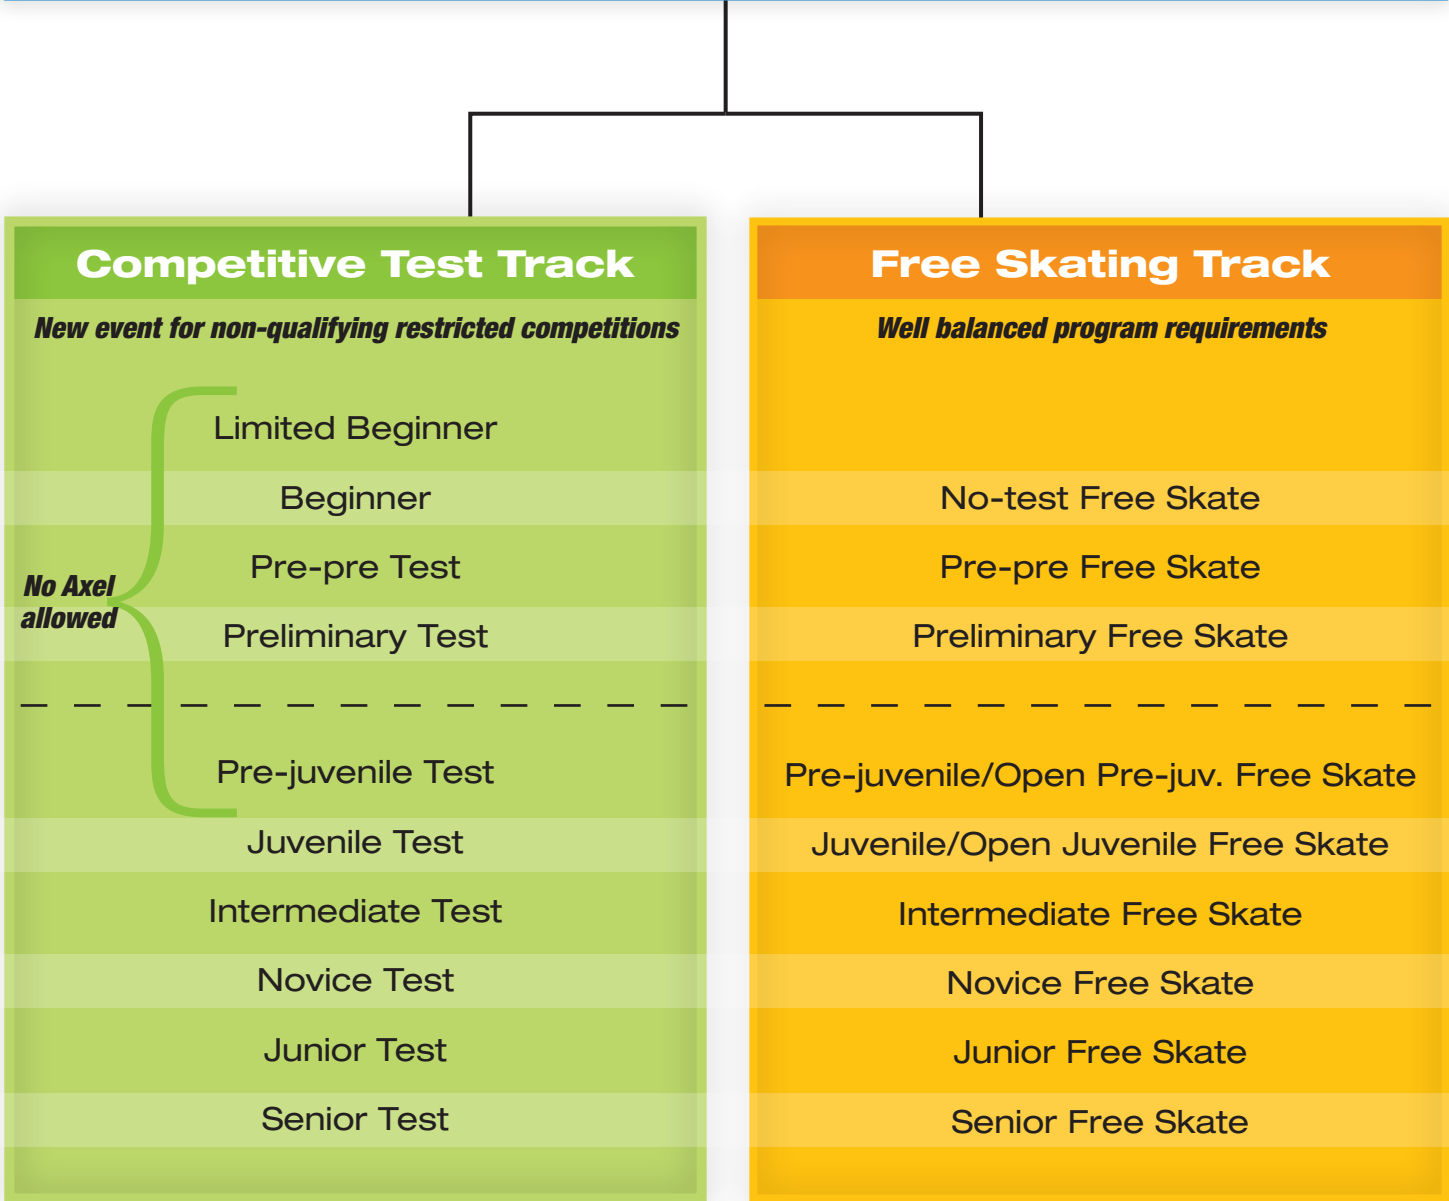 Competitive Test Track
New event for non-qualifying restricted competitions
Limited Beginner
Beginner
Pre-pre Test
No Axel
allowed
Preliminary Test
Pre-juvenile Test
Juvenile Test
Intermediate Test
Novice Test
Junior Test
Senior Test
Free Skating Track
Well balanced program requirements
No-test Free Skate
Pre-pre Free Skate
Preliminary Free Skate
Pre-juvenile/Open Pre-juv. Free Skate
Juvenile/Open Juvenile Free Skate
Intermediate Free Skate
Novice Free Skate
Junior Free Skate
Senior Free Skate